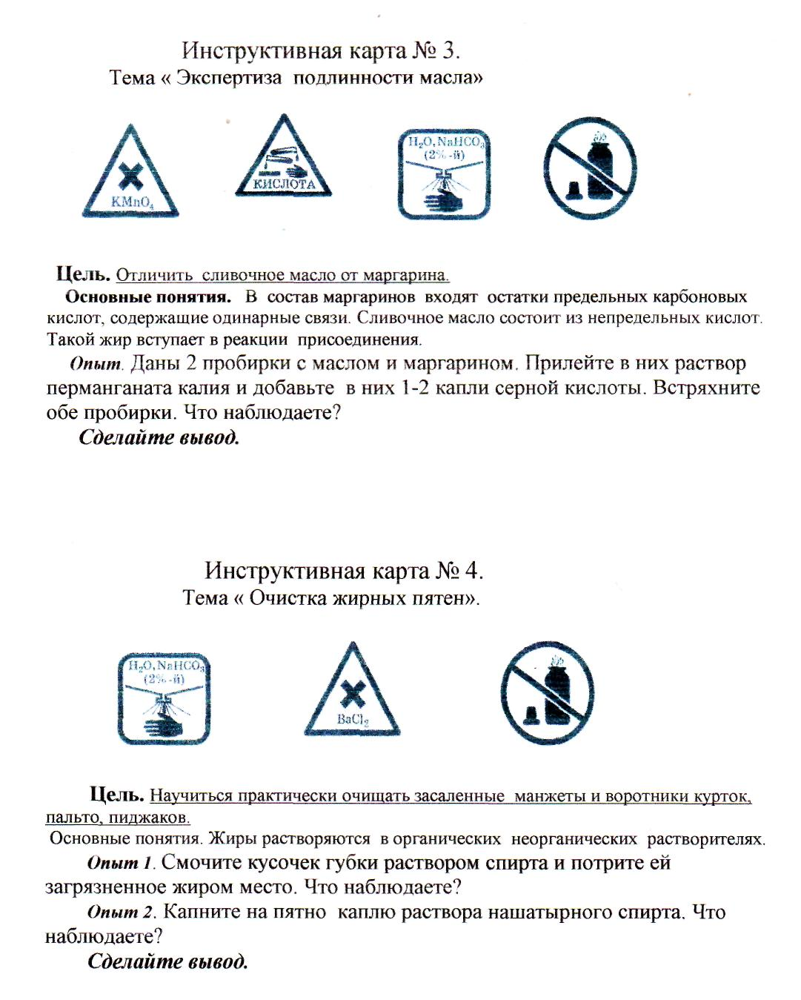 Инструктивная карта № 3.
Тема « Экспертиза подлинности масла»
KMnO₄
КИСЛОТА
H₂O, NaHCO₃
(2%-й)
Цель. Отличить сливочное масло от маргарина.
Основные понятия. В состав маргаринов входят остатки предельных карбоновых
кислот, содержащие одинарные связи. Сливочное масло состоит из непредельных кислот.
Такой жир вступает в реакции присоединения.
Опыт. Даны 2 пробирки с маслом и маргарином. Прилейте в них раствор
перманганата калия и добавьте в них 1-2 капли серной кислоты. Встряхните
обе пробирки. Что наблюдаете?
Сделайте вывод.
Инструктивная карта № 4.
Тема « Очистка жирных пятен».
H₂O, NaHCO₃
(2%-й)
BaCl₂
Цель. Научиться практически очищать засаленные манжеты и воротники курток,
пальто, пиджаков.
Основные понятия. Жиры растворяются в органических неорганических растворителях.
Опыт 1. Смочите кусочек губки раствором спирта и потрите ей
загрязненное жиром место. Что наблюдаете?
Опыт 2. Капните на пятно каплю раствора нашатырного спирта. Что
наблюдаете?
Сделайте вывод.